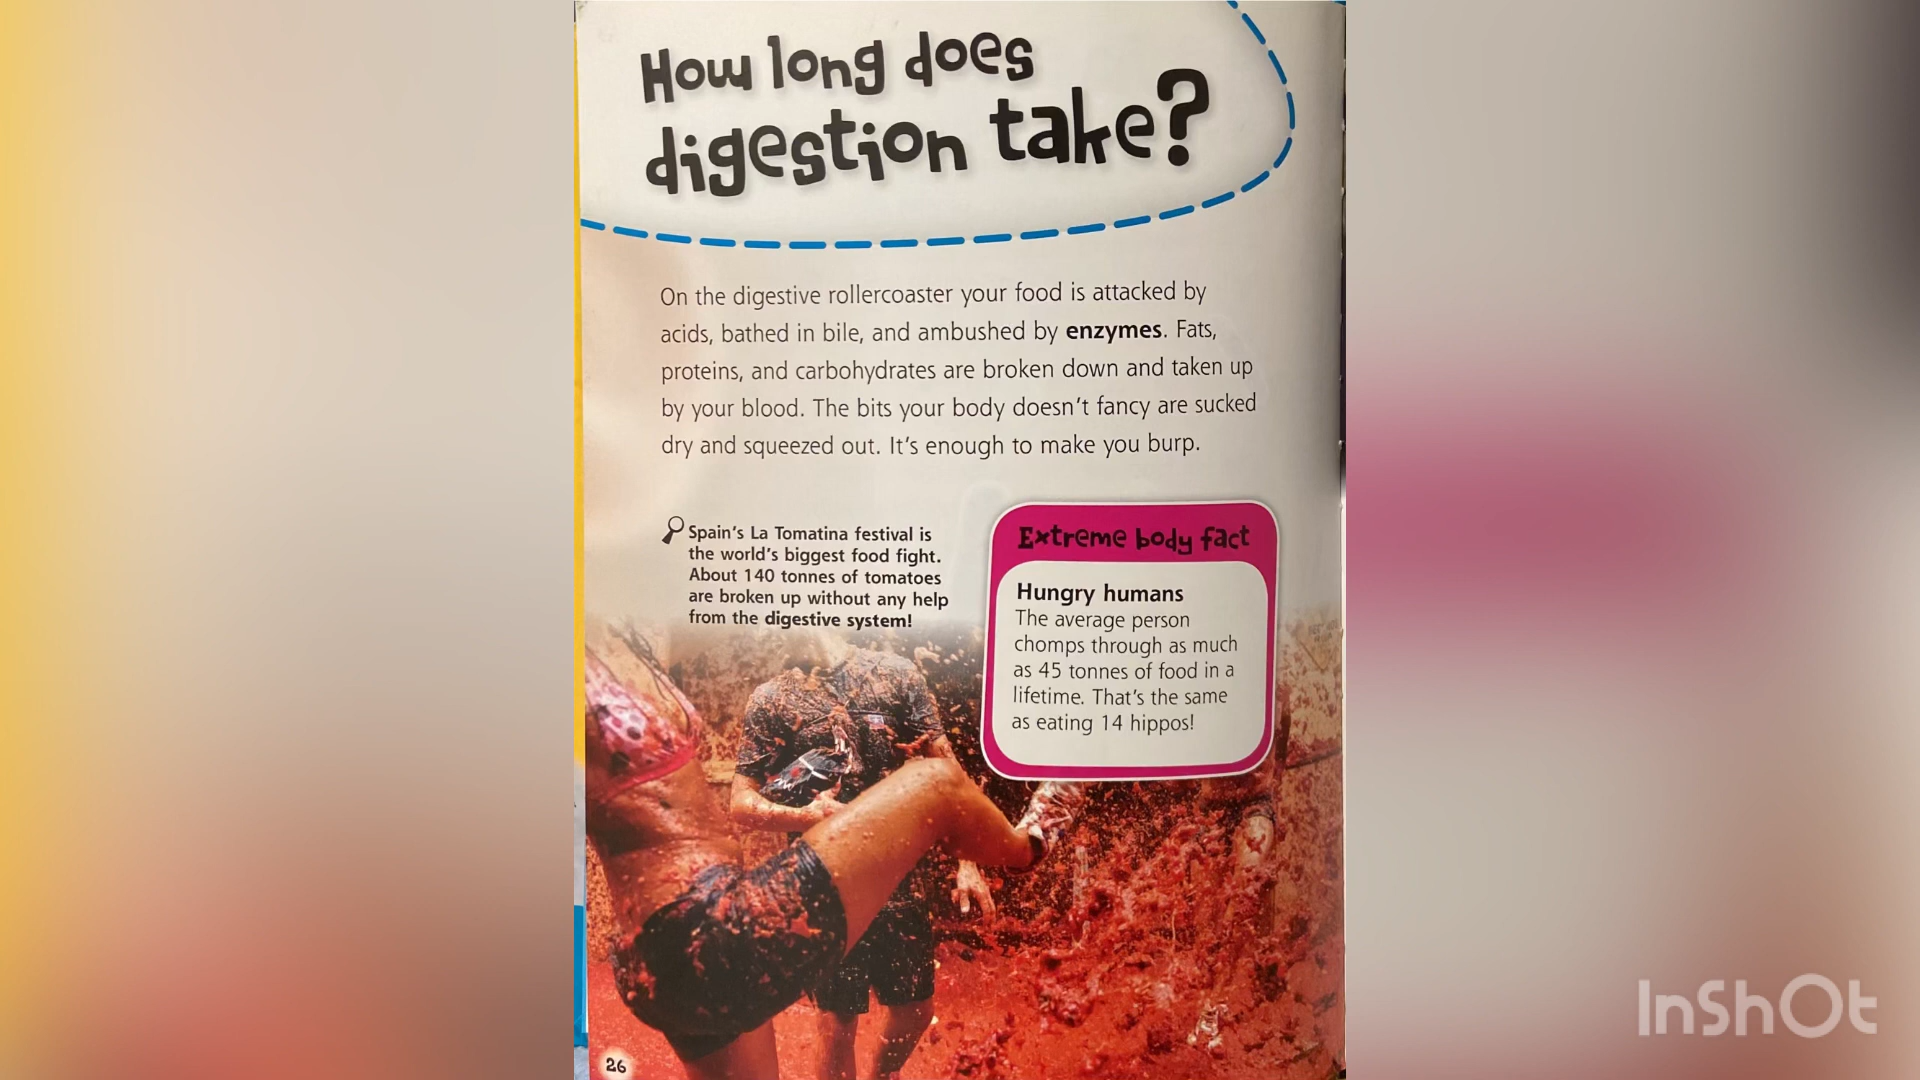 How long does
digestion take?
On the digestive rollercoaster your food is attacked by
acids, bathed in bile, and ambushed by enzymes. Fats,
proteins, and carbohydrates are broken down and taken up
by your blood. The bits your body doesn't fancy are sucked
dry and squeezed out. It's enough to make you burp.
Spain's La Tomatina festival is
the world's biggest food fight.
About 140 tonnes of tomatoes
are broken up without any help
from the digestive system!
Extreme body fact
Hungry humans
The average person
chomps through as much
as 45 tonnes of food in a
lifetime. That's the same
as eating 14 hippos!
26
InShOt